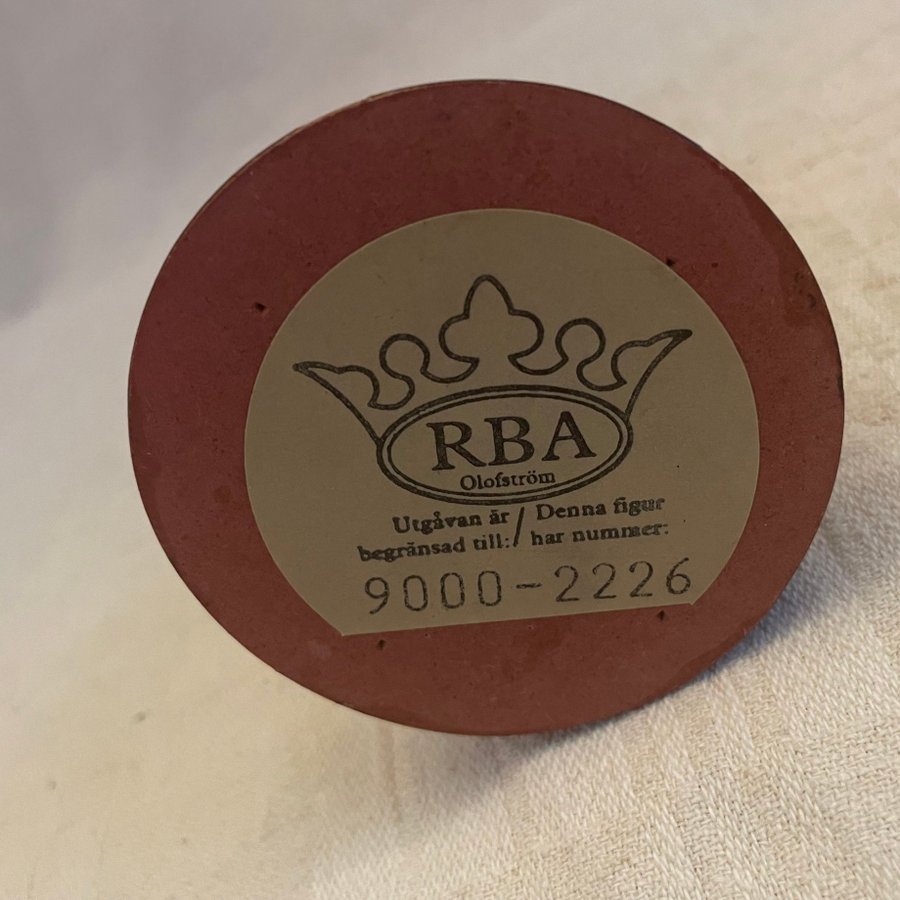 RBA
Olofström
Utgåvan är / Denna figur
begränsad till: / har nummer:
9000-2226